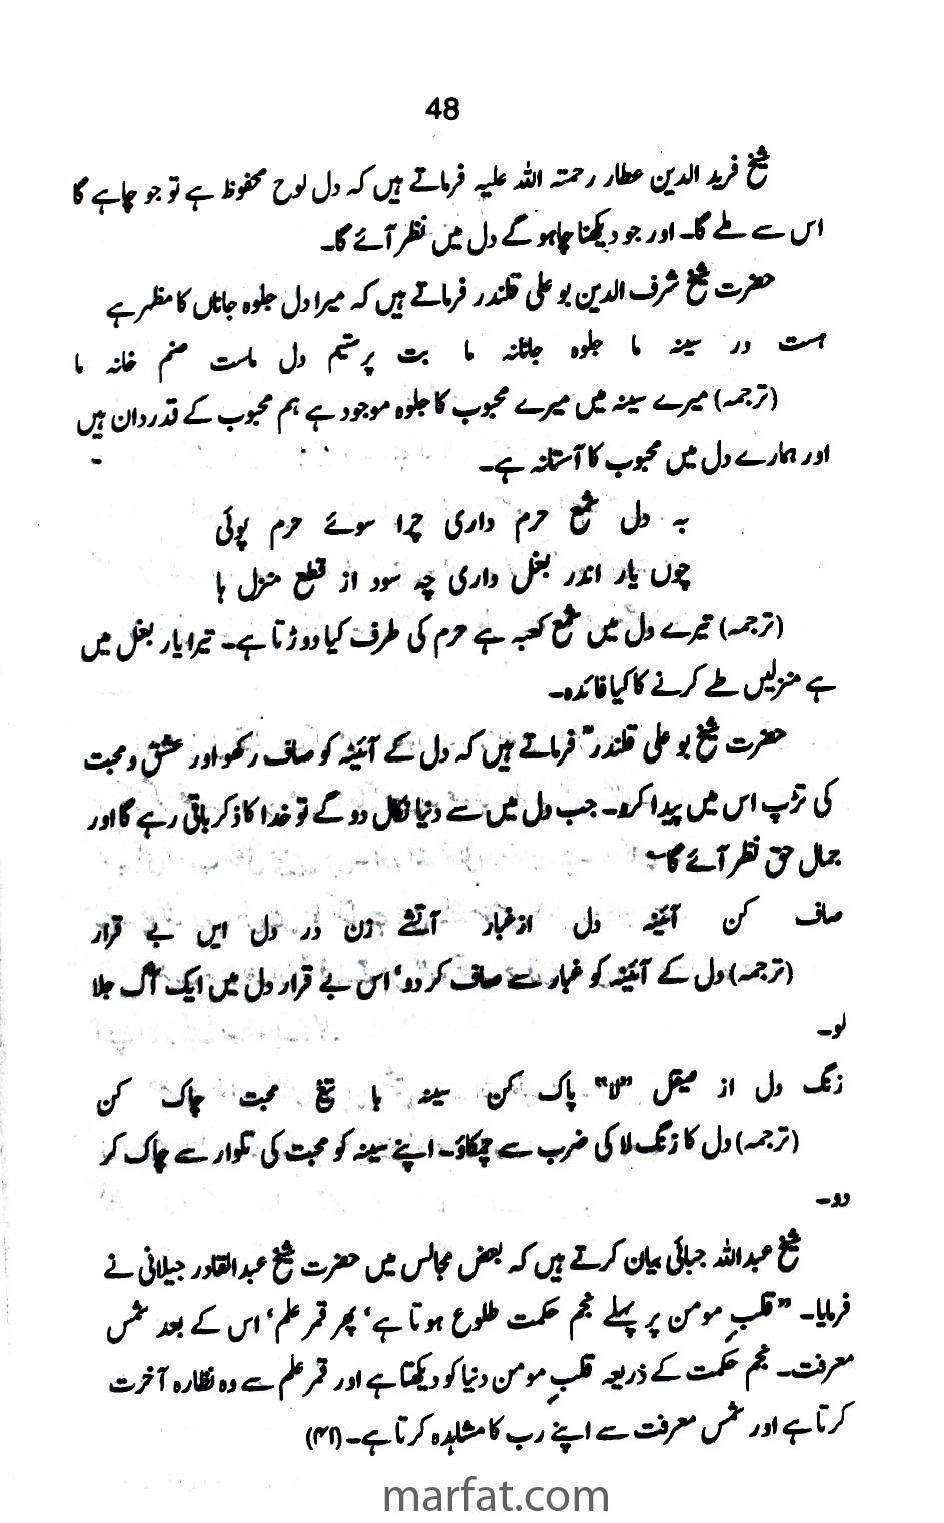 48
شیخ فرید الدین عطار رحمتہ اللہ علیہ فرماتے ہیں کہ دل لوح محفوظ ہے تو جو چاہے گا
اس سے ملے گا۔ اور جو دیکھنا چاہو گے دل میں نظر آئے گا۔
حضرت شیخ شرف الدین بو علی قلندر فرماتے ہیں کہ میرا دل جلوہ جاناں کا مظہر ہے
ہست در سینہ ما جلوہ جانانہ ما بت پرستیم دل ماست صنم خانہ ما
(ترجمہ) میرے سینہ میں میرے محبوب کا جلوہ موجود ہے ہم محبوب کے قدردان ہیں
اور ہمارے دل میں محبوب کا آستانہ ہے۔
بہ دل شمع حرم داری چرا سوئے حرم پوئی
چوں یار اندر بغل داری چہ سود از قطع منزل ہا
(ترجمہ) تیرے دل میں شمع کعبہ ہے حرم کی طرف کیا دوڑتا ہے۔ تیرا یار بغل میں
ہے منزلیں طے کرنے کا کیا فائدہ۔
حضرت شیخ بو علی قلندرؒ فرماتے ہیں کہ دل کے آئینہ کو صاف رکھو اور عشق و محبت
کی تڑپ اس میں پیدا کرو۔ جب دل میں سے دنیا نکال دو گے تو خدا کا ذکر باقی رہے گا اور
جمال حق نظر آئے گا۔
صاف کن آئینہ دل ازغبار آتشے زن در دل ایں بے قرار
(ترجمہ) دل کے آئینہ کو غبار سے صاف کر دو، اس بے قرار دل میں ایک آگ جلا
لو۔
زنگ دل از صیقل "لا" پاک کن سینہ با تیغ محبت چاک کن
(ترجمہ) دل کا زنگ لا کی ضرب سے چمکاؤ۔ اپنے سینہ کو محبت کی تلوار سے چاک کر
دو۔
شیخ عبداللہ جبائی بیان کرتے ہیں کہ بعض مجالس میں حضرت شیخ عبدالقادر جیلانی نے
فرمایا۔ "قلبِ مومن پر پہلے نجم حکمت طلوع ہوتا ہے، پھر قمر علم، اس کے بعد شمس
معرفت۔ نجم حکمت کے ذریعہ قلبِ مومن دنیا کو دیکھتا ہے اور قمر علم سے وہ نظارہ آخرت
کرتا ہے اور شمس معرفت سے اپنے رب کا مشاہدہ کرتا ہے۔ (۴۱)
marfat.com